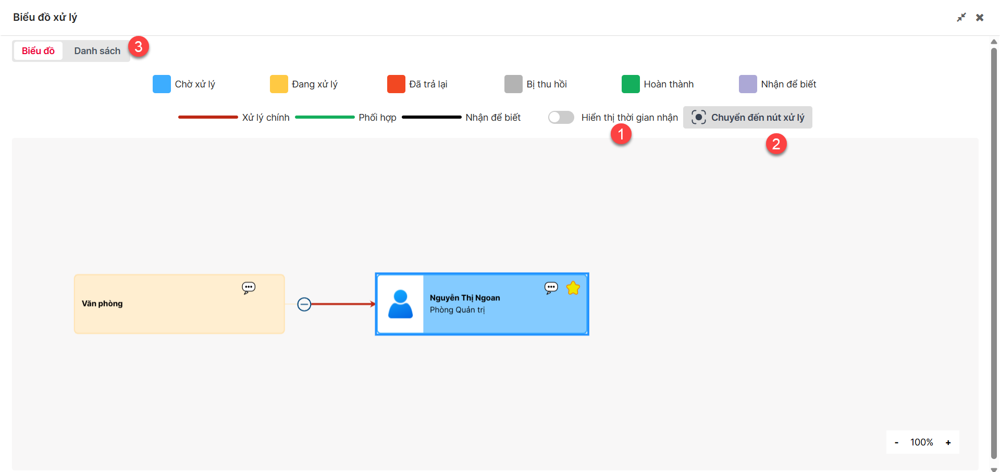 Biểu đồ xử lý
Biểu đồ Danh sách 3
Chờ xử lý Đang xử lý Đã trả lại Bị thu hồi Hoàn thành Nhận để biết
Xử lý chính Phối hợp Nhận để biết Hiển thị thời gian nhận Chuyển đến nút xử lý
1
2
Văn phòng
Nguyễn Thị Ngoan
Phòng Quản trị
- 100% +